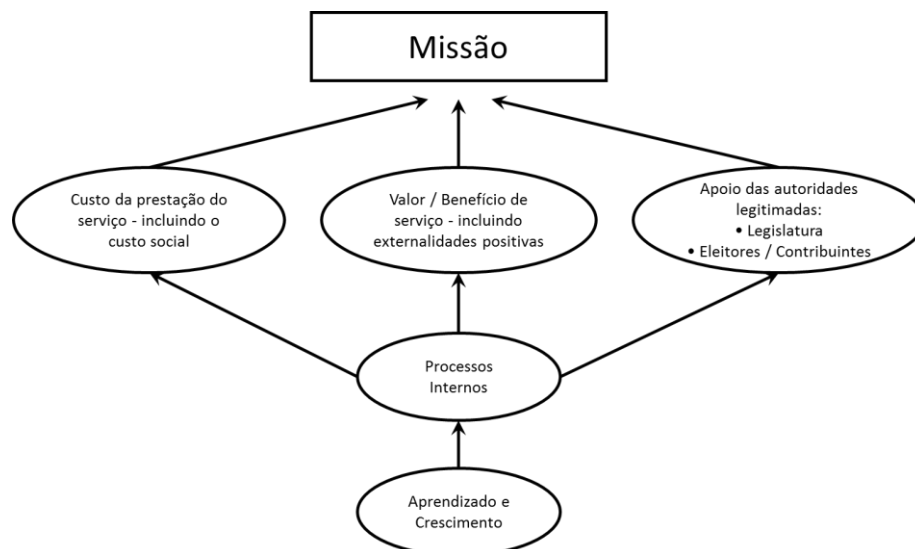 Missão
Custo da prestação do
serviço - incluindo o
custo social
Valor / Benefício de
serviço - incluindo
externalidades positivas
Apoio das autoridades
legitimadas:
• Legislatura
• Eleitores / Contribuintes
Processos
Internos
Aprendizado e
Crescimento